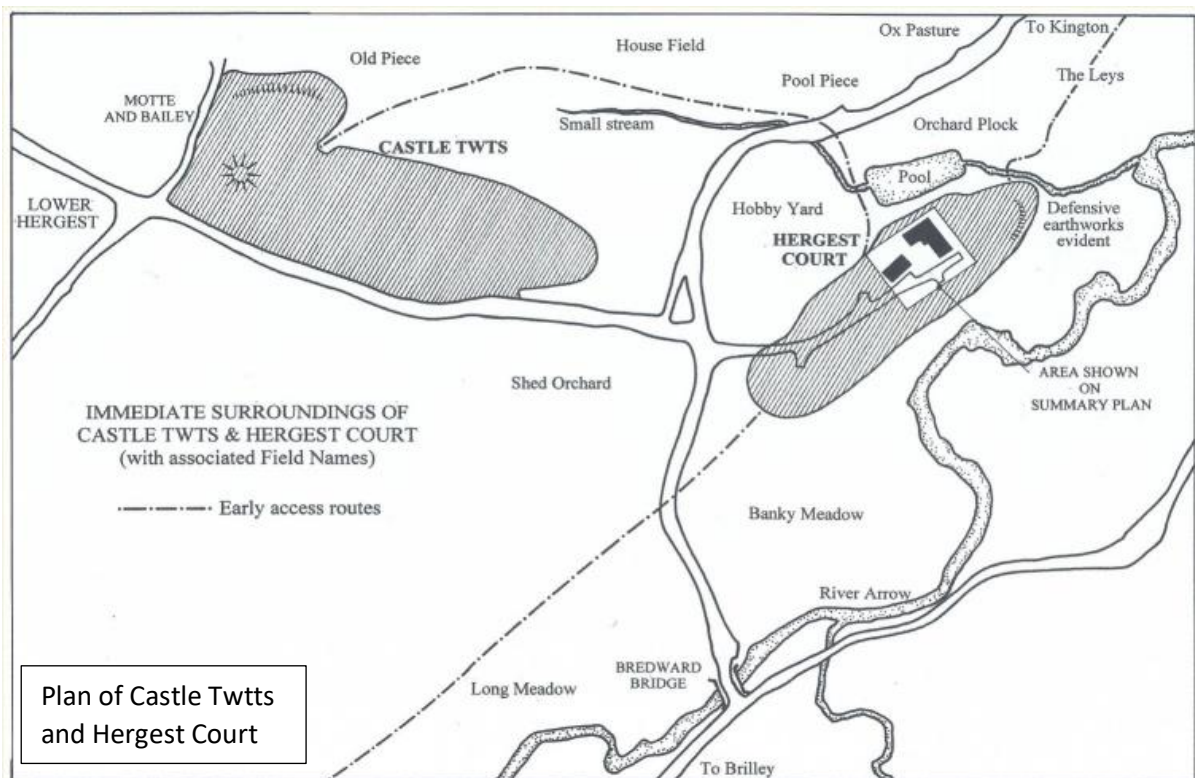 Ox Pasture
To Kington
House Field
Old Piece
The Leys
Pool Piece
MOTTE
AND BAILEY
Small stream
Orchard Plock
CASTLE TWTS
Pool
LOWER
HERGEST
Hobby Yard
Defensive
earthworks
evident
HERGEST
COURT
Shed Orchard
AREA SHOWN
ON
SUMMARY PLAN
IMMEDIATE SURROUNDINGS OF
CASTLE TWTS & HERGEST COURT
(with associated Field Names)
Early access routes
Banky Meadow
River Arrow
BREDWARD
BRIDGE
Long Meadow
To Brilley
Plan of Castle Twtts
and Hergest Court